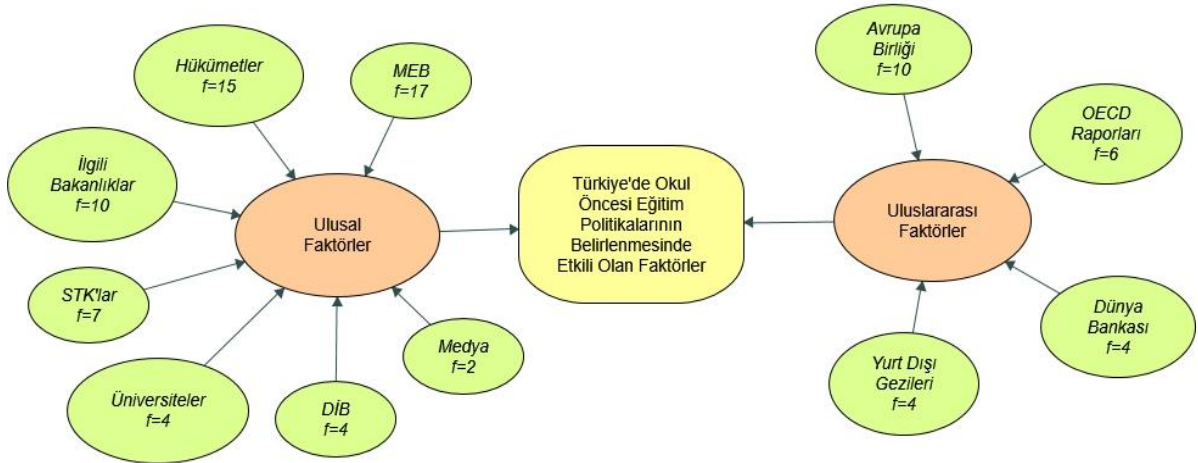 Hükümetler
f=15
MEB
f=17
İlgili
Bakanlıklar
f=10
STK'lar
f=7
Üniversiteler
f=4
DİB
f=4
Medya
f=2
Ulusal
Faktörler
Türkiye'de Okul
Öncesi Eğitim
Politikalarının
Belirlenmesinde
Etkili Olan Faktörler
Uluslararası
Faktörler
Avrupa
Birliği
f=10
OECD
Raporları
f=6
Dünya
Bankası
f=4
Yurt Dışı
Gezileri
f=4